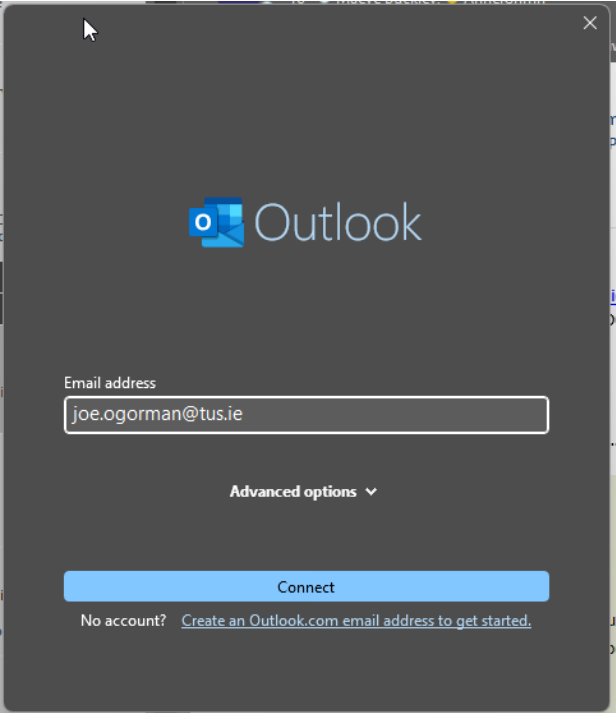 Outlook
Email address
joe.ogorman@tus.ie
Advanced options
Connect
No account? Create an Outlook.com email address to get started.